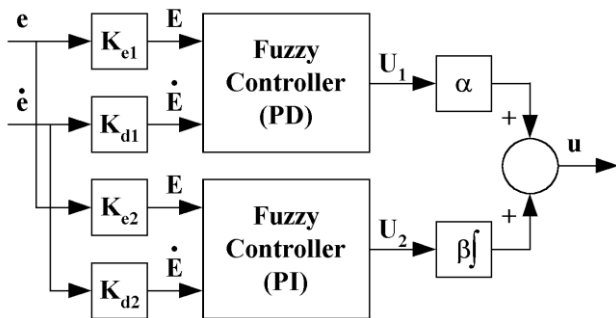 e
K_e1
E
Fuzzy
Controller
(PD)
U_1
α
+
ė
K_d1
Ė
u
K_e2
E
Fuzzy
Controller
(PI)
U_2
β∫
+
K_d2
Ė